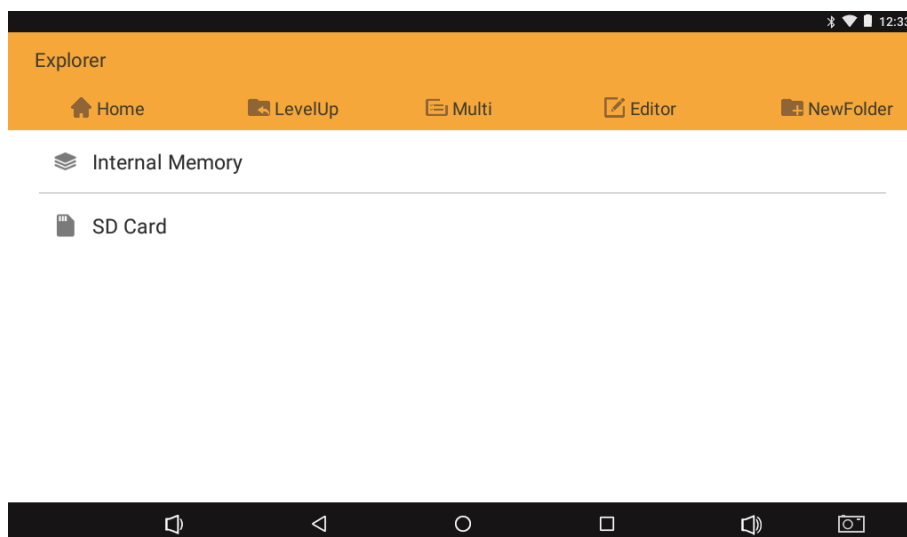 12:33
Explorer
Home LevelUp Multi Editor NewFolder
Internal Memory
SD Card